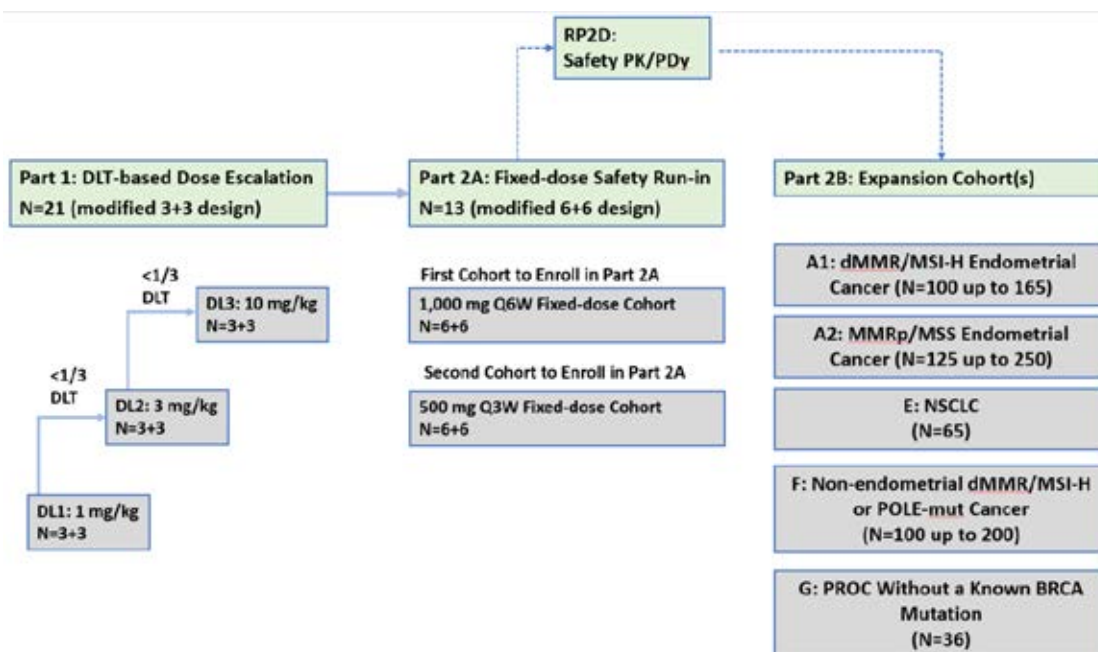 RP2D:
Safety PK/PDy
Part 1: DLT-based Dose Escalation
N=21 (modified 3+3 design)
Part 2A: Fixed-dose Safety Run-in
N=13 (modified 6+6 design)
Part 2B: Expansion Cohort(s)
<1/3
DLT
DL3: 10 mg/kg
N=3+3
<1/3
DLT
DL2: 3 mg/kg
N=3+3
DL1: 1 mg/kg
N=3+3
First Cohort to Enroll in Part 2A
1,000 mg Q6W Fixed-dose Cohort
N=6+6
Second Cohort to Enroll in Part 2A
500 mg Q3W Fixed-dose Cohort
N=6+6
A1: dMMR/MSI-H Endometrial
Cancer (N=100 up to 165)
A2: MMRp/MSS Endometrial
Cancer (N=125 up to 250)
E: NSCLC
(N=65)
F: Non-endometrial dMMR/MSI-H
or POLE-mut Cancer
(N=100 up to 200)
G: PROC Without a Known BRCA
Mutation
(N=36)